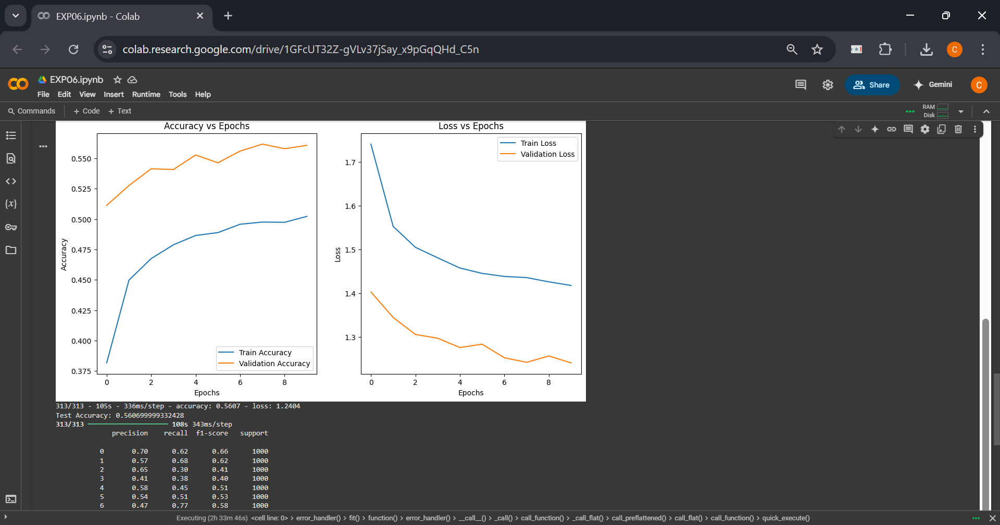 EXP06.ipynb - Colab
colab.research.google.com/drive/1GFcUT32Z-gVLv37jSay_x9pGqQHd_C5n
C
EXP06.ipynb
File Edit View Insert Runtime Tools Help
Share
Gemini
C
Commands + Code + Text
RAM
Disk
Accuracy vs Epochs
0.550
0.525
0.500
0.475
0.450
0.425
0.400
0.375
Accuracy
Train Accuracy
Validation Accuracy
0 2 4 6 8
Epochs
Loss vs Epochs
Train Loss
Validation Loss
1.7
1.6
1.5
1.4
1.3
Loss
0 2 4 6 8
Epochs
313/313 - 105s - 336ms/step - accuracy: 0.5607 - loss: 1.2404
Test Accuracy: 0.560699999332428
313/313 108s 343ms/step
precision recall f1-score support
0 0.70 0.62 0.66 1000
1 0.57 0.68 0.62 1000
2 0.65 0.30 0.41 1000
3 0.41 0.38 0.40 1000
4 0.58 0.45 0.51 1000
5 0.54 0.51 0.53 1000
6 0.47 0.77 0.58 1000
Executing (2h 33m 46s) <cell line: 0> > error_handler() > fit() > function() > error_handler() > __call__() > _call() > call_function() > _call_flat() > call_preflattened() > call_flat() > call_function() > quick_execute()